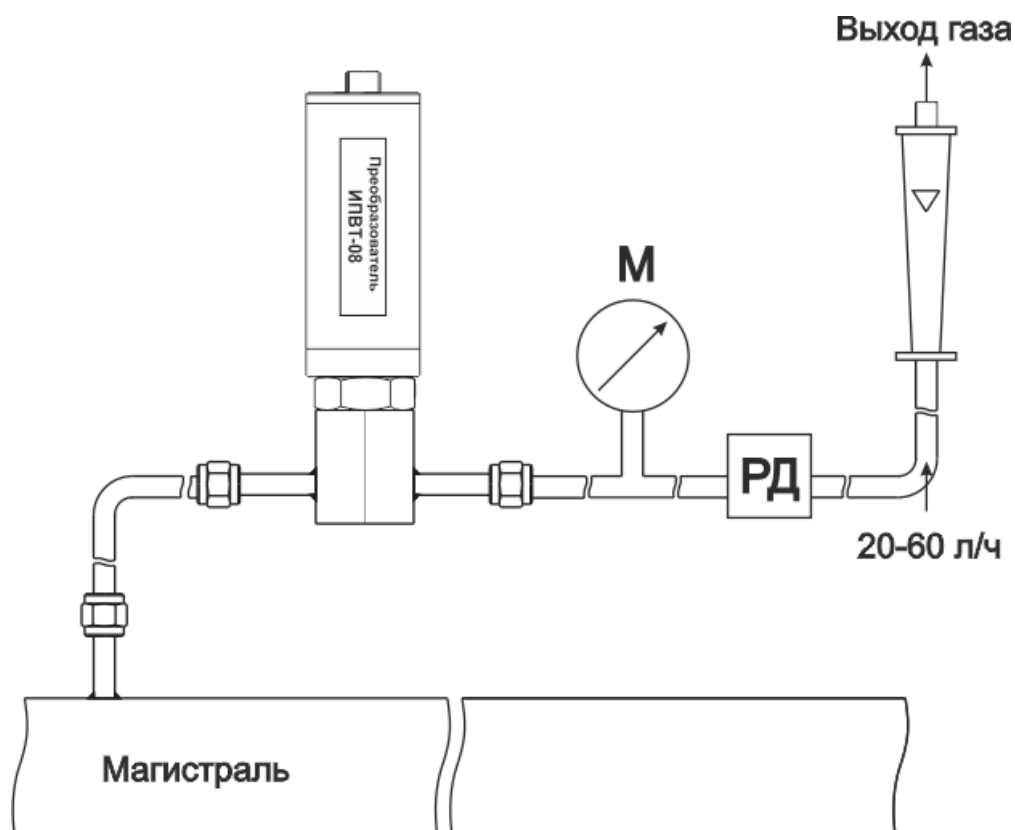 Выход газа
Преобразователь
ИПВТ-08
М
РД
20-60 л/ч
Магистраль